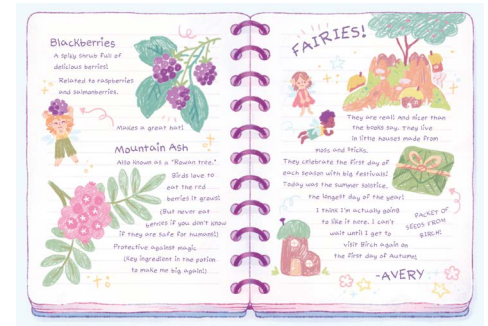 Blackberries
A spiky shrub full of
delicious berries!
Related to raspberries
and salmonberries.
Makes a great hat!
Mountain Ash
Also known as a "Rowan tree."
Birds love to
eat the red
berries it grows!
(But never eat
berries if you don't know
if they are safe for humans!)
Protective against magic
(Key ingredient in the potion
to make me big again!)
FAIRIES!
They are real! and nicer than
the books say. They live
in little houses made from
moss and sticks.
They celebrate the first day of
each season with big festivals!
Today was the summer solstice,
the longest day of the year!
I think I'm actually going
to like it here. I can't
wait until I get to
visit Birch again on
the first day of Autumn!
PACKET OF
SEEDS FROM
BIRCH!
-AVERY